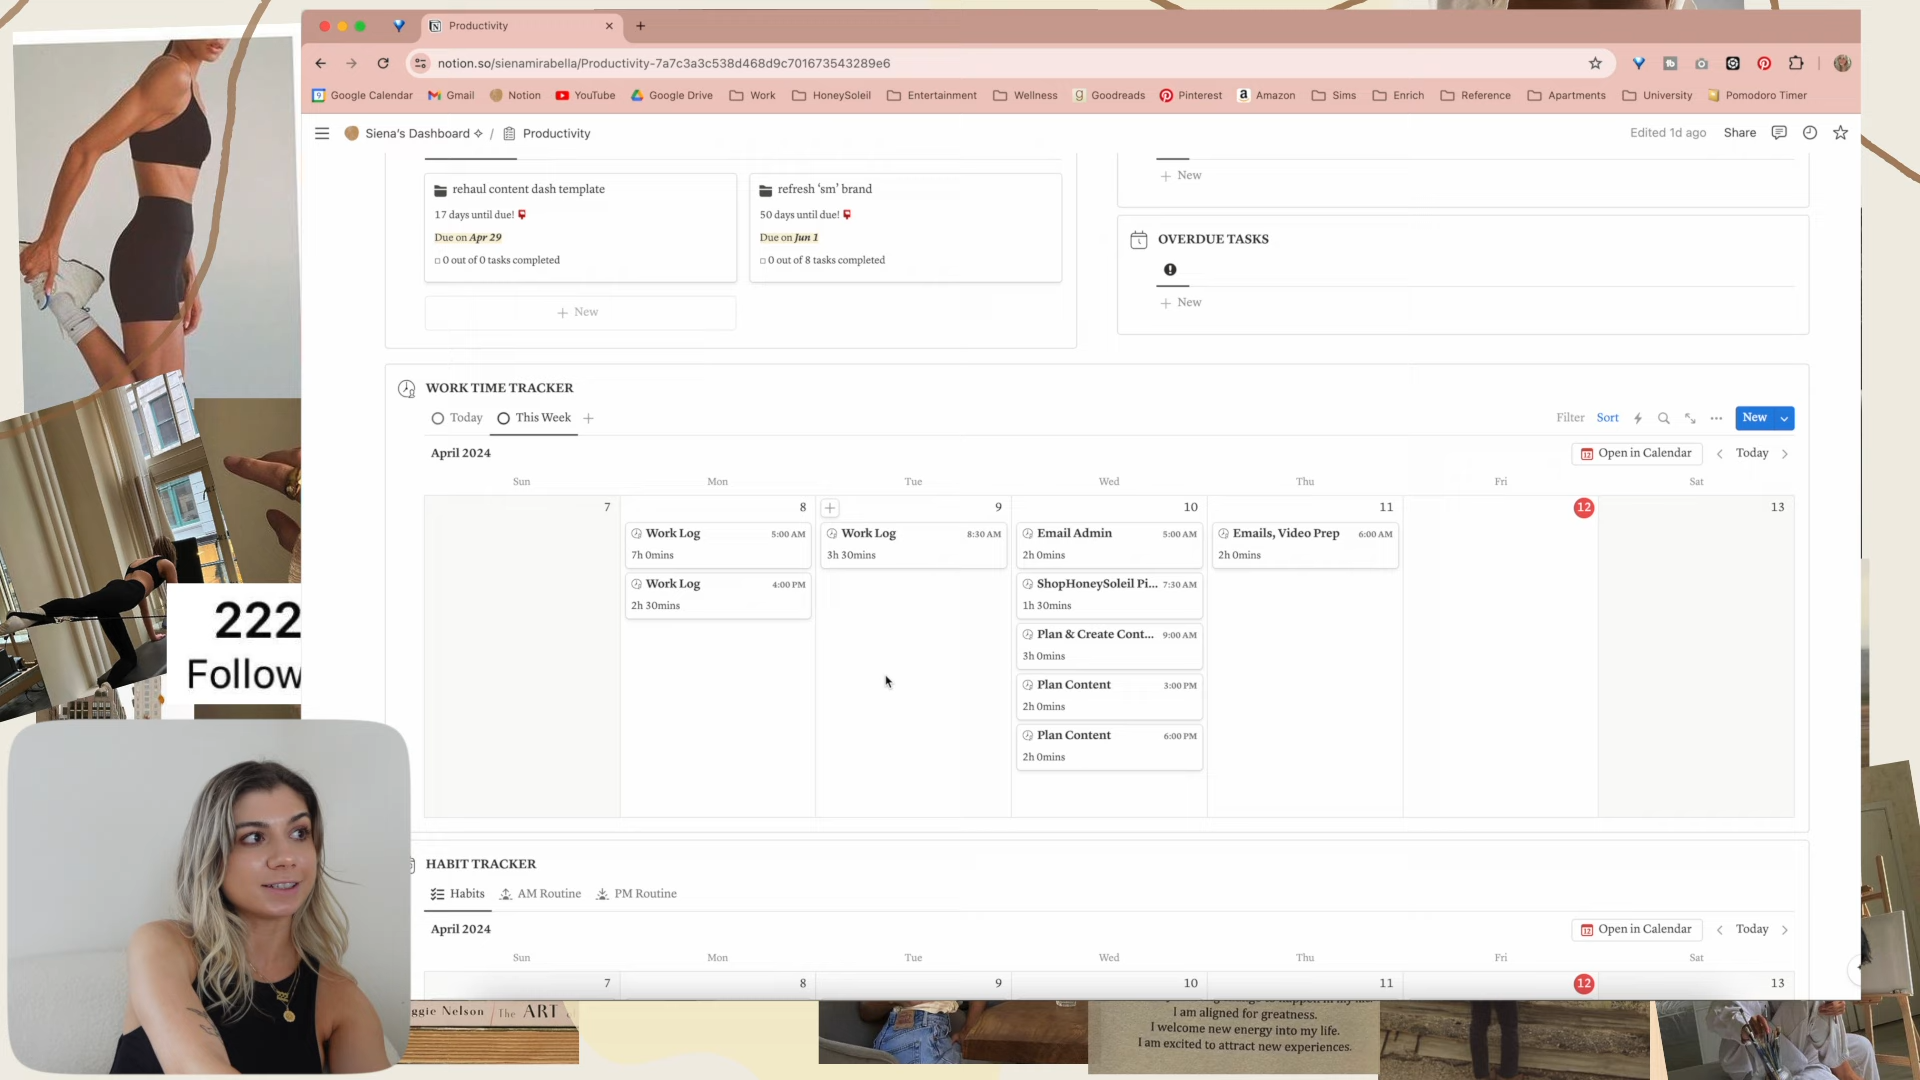 Productivity
notion.so/sienamirabella/Productivity-7a7c3a3c538d468d9c701673543289e6
Google Calendar Gmail Notion YouTube Google Drive Work HoneySoleil Entertainment Wellness Goodreads Pinterest Amazon Sims Enrich Reference Apartments University Pomodoro Timer
Siena's Dashboard / Productivity
Edited 1d ago Share
rehaul content dash template
17 days until due!
Due on Apr 29
0 out of 0 tasks completed
refresh ‘sm’ brand
50 days until due!
Due on Jun 1
0 out of 8 tasks completed
+ New
+ New
OVERDUE TASKS
+ New
WORK TIME TRACKER
Today This Week
Filter Sort New
April 2024
Open in Calendar Today
Sun Mon Tue Wed Thu Fri Sat
7 8 9 10 11 12 13
Work Log 5:00 AM
7h 0mins
Work Log 4:00 PM
2h 30mins
Work Log 8:30 AM
3h 30mins
Email Admin 5:00 AM
2h 0mins
ShopHoneySoleil Pi... 7:30 AM
1h 30mins
Plan & Create Cont... 9:00 AM
3h 0mins
Plan Content 3:00 PM
2h 0mins
Plan Content 6:00 PM
2h 0mins
Emails, Video Prep 6:00 AM
2h 0mins
222
Follow
HABIT TRACKER
Habits AM Routine PM Routine
April 2024
Open in Calendar Today
Sun Mon Tue Wed Thu Fri Sat
7 8 9 10 11 12 13
ggie Nelson The ART
I am aligned for greatness.
I welcome new energy into my life.
I am excited to attract new experiences.